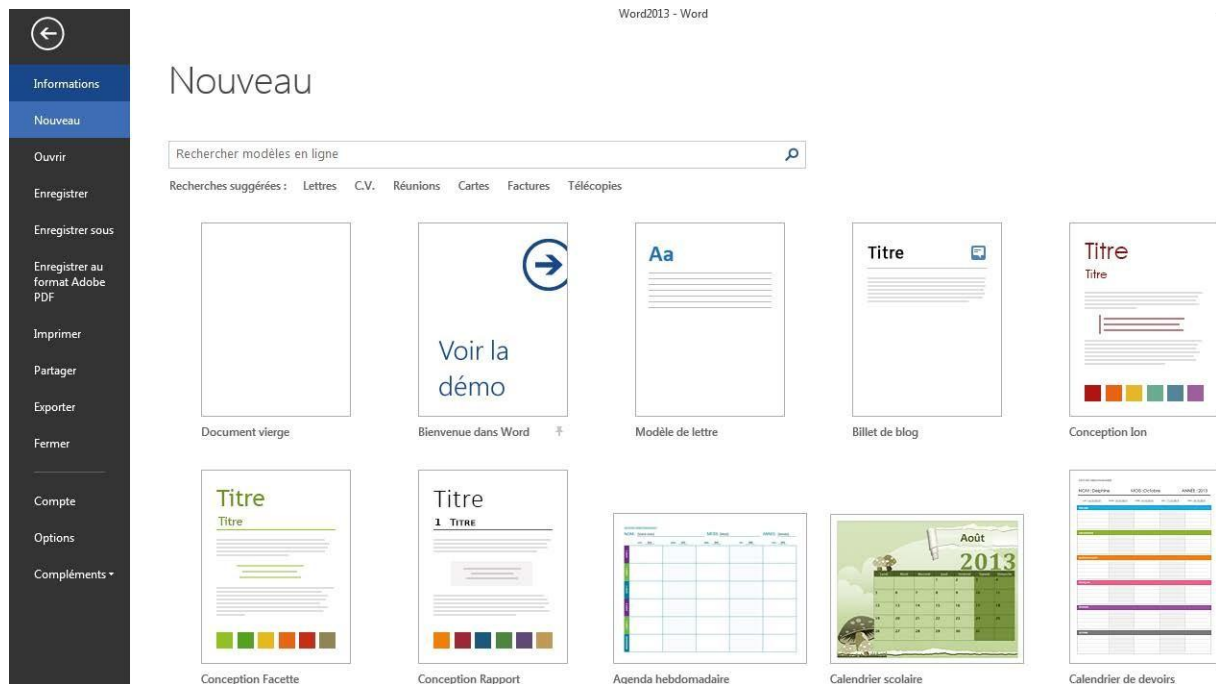 Word2013 - Word
Informations
Nouveau
Ouvrir
Enregistrer
Enregistrer sous
Enregistrer au
format Adobe
PDF
Imprimer
Partager
Exporter
Fermer
Compte
Options
Compléments
Nouveau
Rechercher modèles en ligne
Recherches suggérées : Lettres C.V. Réunions Cartes Factures Télécopies
Voir la
démo
Aa
Titre
Titre
Titre
Document vierge
Bienvenue dans Word
Modèle de lettre
Billet de blog
Conception Ion
Titre
Titre
Titre
1 TITRE
Août
2013
Conception Facette
Conception Rapport
Agenda hebdomadaire
Calendrier scolaire
Calendrier de devoirs